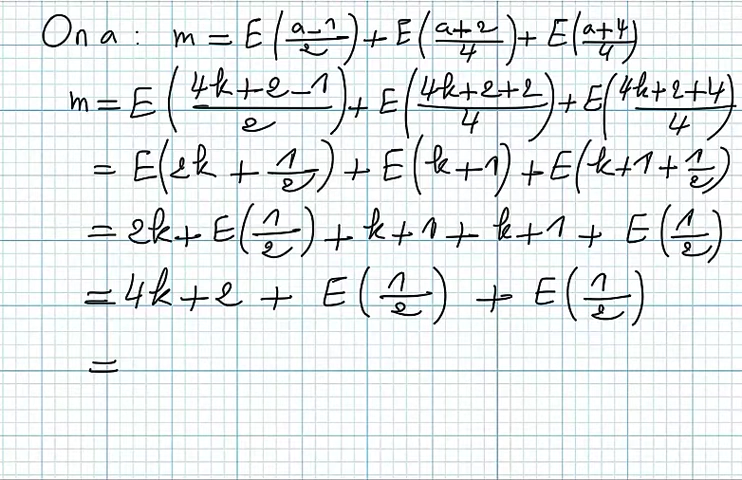 On a : m = E(a-1/2) + E(a+2/4) + E(a+4/4)
m = E(4k+2-1/2) + E(4k+2+2/4) + E(4k+2+4/4)
= E(2k + 1/2) + E(k+1) + E(k+1+1/2)
= 2k + E(1/2) + k+1 + k+1 + E(1/2)
= 4k+2 + E(1/2) + E(1/2)
=